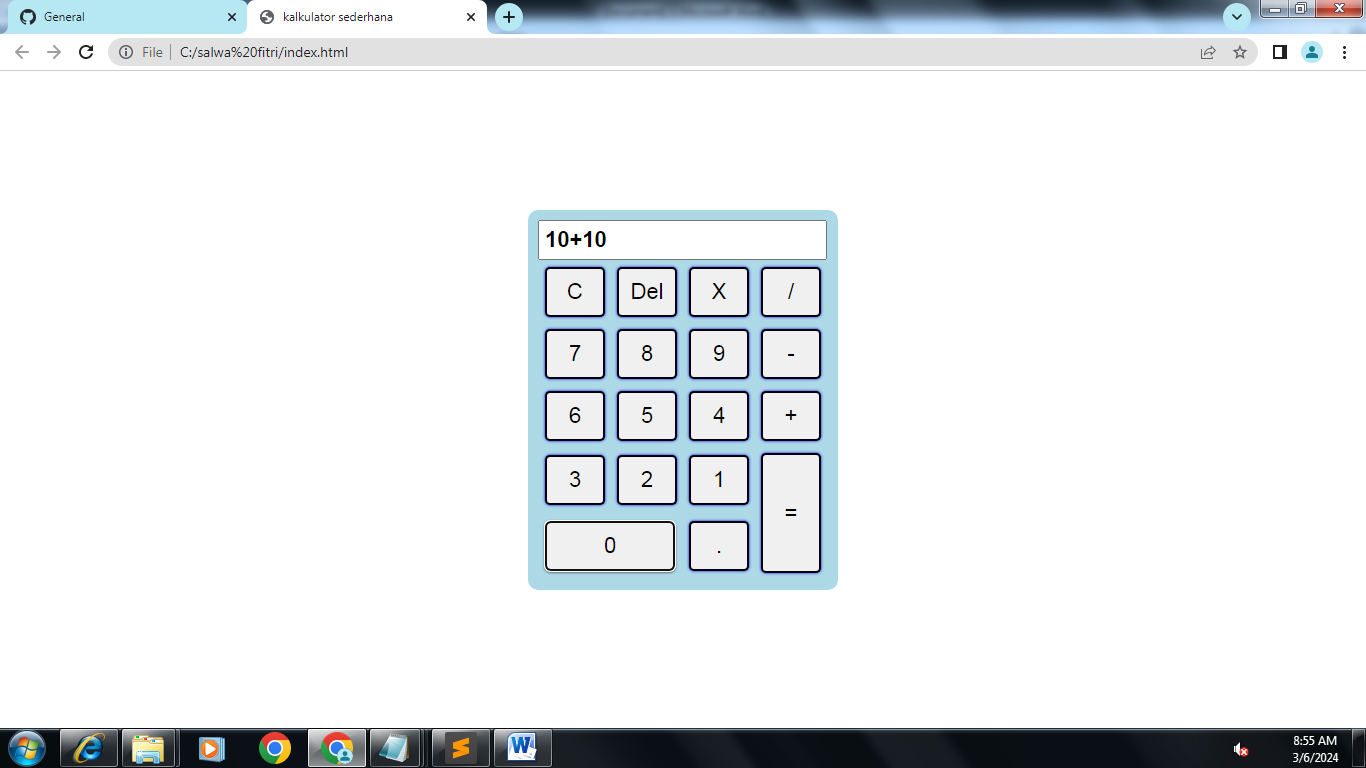 General
kalkulator sederhana
File
C:/salwa%20fitri/index.html
10+10
C Del X /
7 8 9 -
6 5 4 +
3 2 1
=
0 .
8:55 AM
3/6/2024